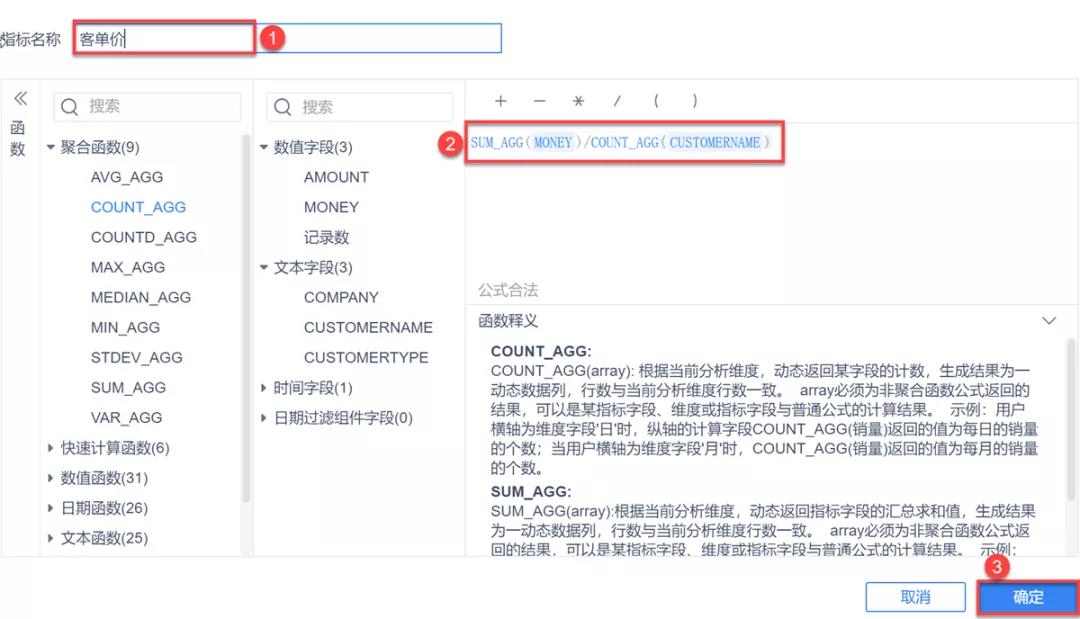 指标名称 客单价 1
函数
搜索
聚合函数(9)
AVG_AGG
COUNT_AGG
COUNTD_AGG
MAX_AGG
MEDIAN_AGG
MIN_AGG
STDEV_AGG
SUM_AGG
VAR_AGG
快速计算函数(6)
数值函数(31)
日期函数(26)
文本函数(25)
搜索
数值字段(3)
AMOUNT
MONEY
记录数
文本字段(3)
COMPANY
CUSTOMERNAME
CUSTOMERTYPE
时间字段(1)
日期过滤组件字段(0)
+ − * / ( )
2 SUM_AGG(MONEY)/COUNT_AGG(CUSTOMERNAME)
公式合法
函数释义
COUNT_AGG:
COUNT_AGG(array): 根据当前分析维度，动态返回某字段的计数，生成结果为一
动态数据列，行数与当前分析维度行数一致。 array必须为非聚合函数公式返回的
结果，可以是某指标字段、维度或指标字段与普通公式的计算结果。 示例：用户
横轴为维度字段'日'时，纵轴的计算字段COUNT_AGG(销量)返回的值为每日的销量
的个数；当用户横轴为维度字段'月'时，COUNT_AGG(销量)返回的值为每月的销量
的个数。
SUM_AGG:
SUM_AGG(array):根据当前分析维度，动态返回指标字段的汇总求和值，生成结果
为一动态数据列，行数与当前分析维度行数一致。 array必须为非聚合函数公式返
回的结果，可以是某指标字段、维度或指标字段与普通公式的计算结果。 示例：
3
取消 确定